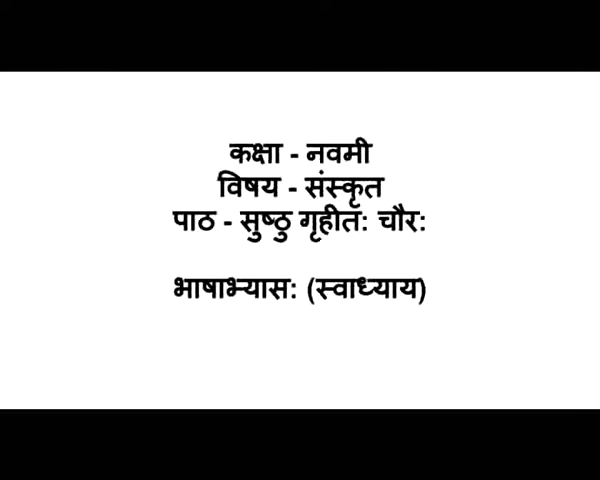 कक्षा - नवमी
विषय - संस्कृत
पाठ - सुष्ठु गृहीत: चौर:
भाषाभ्यास: (स्वाध्याय)